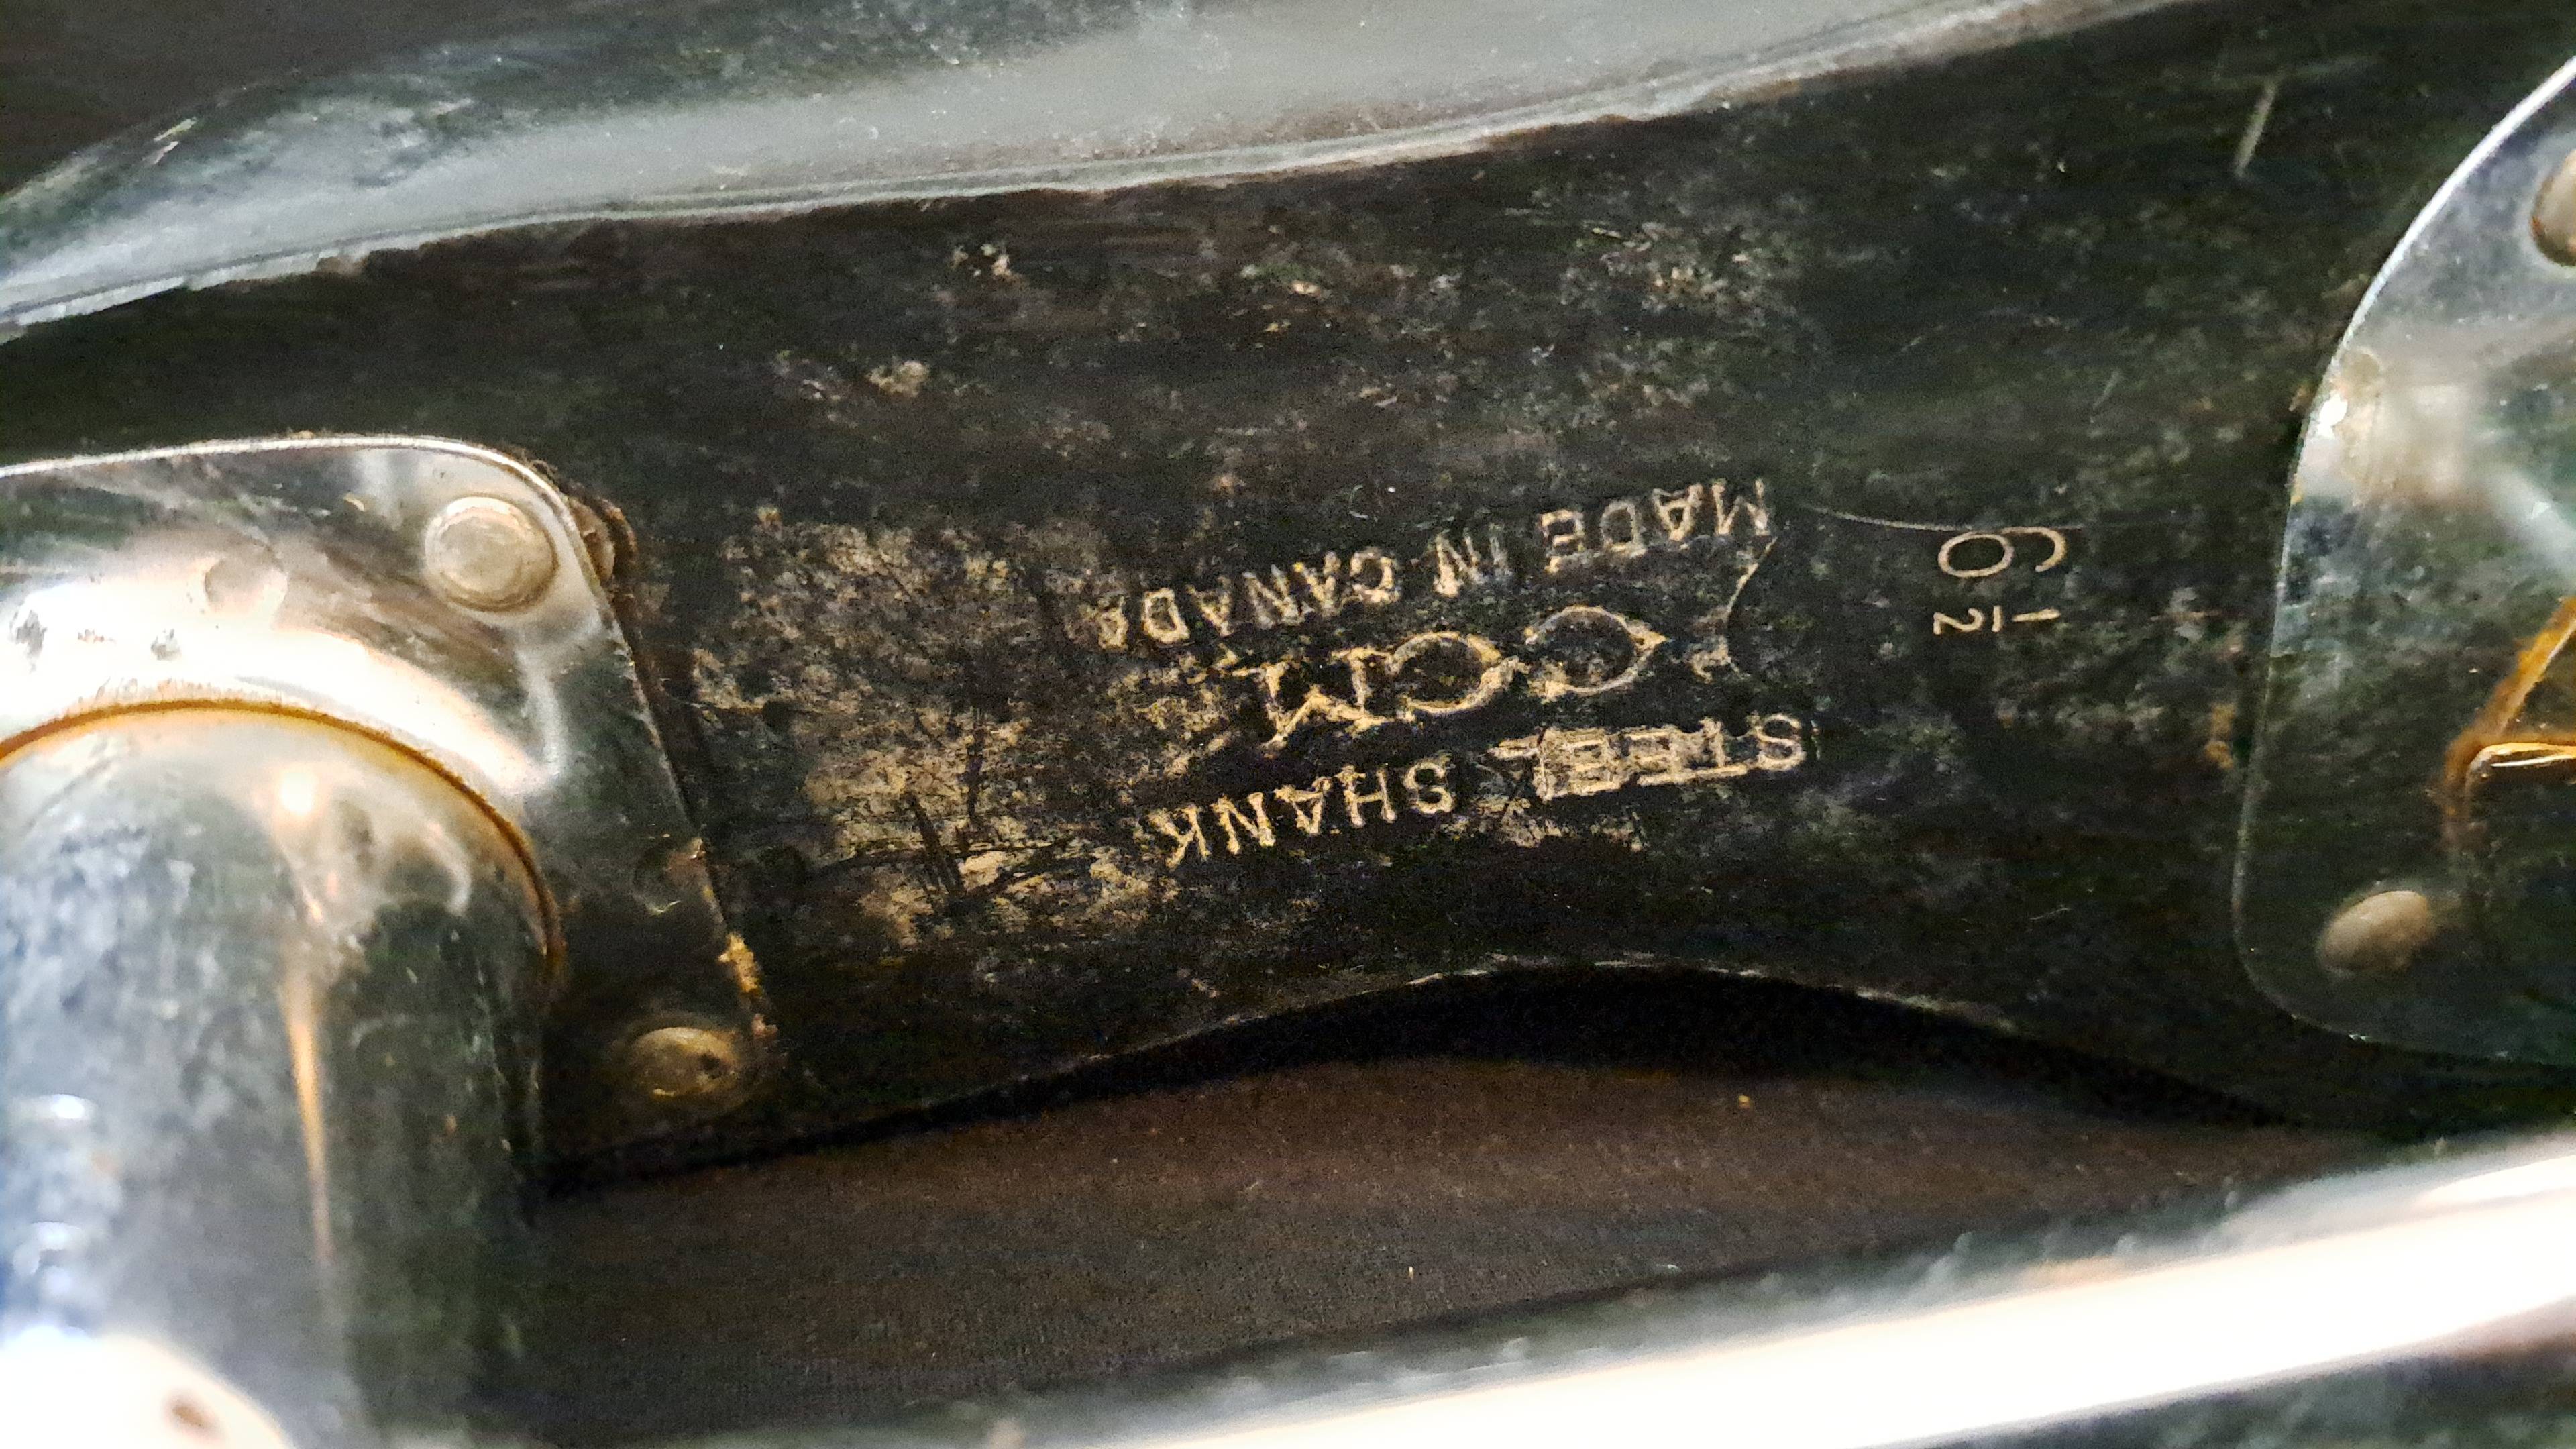 STEEL SHANK
CCM
MADE IN CANADA
6 1/2